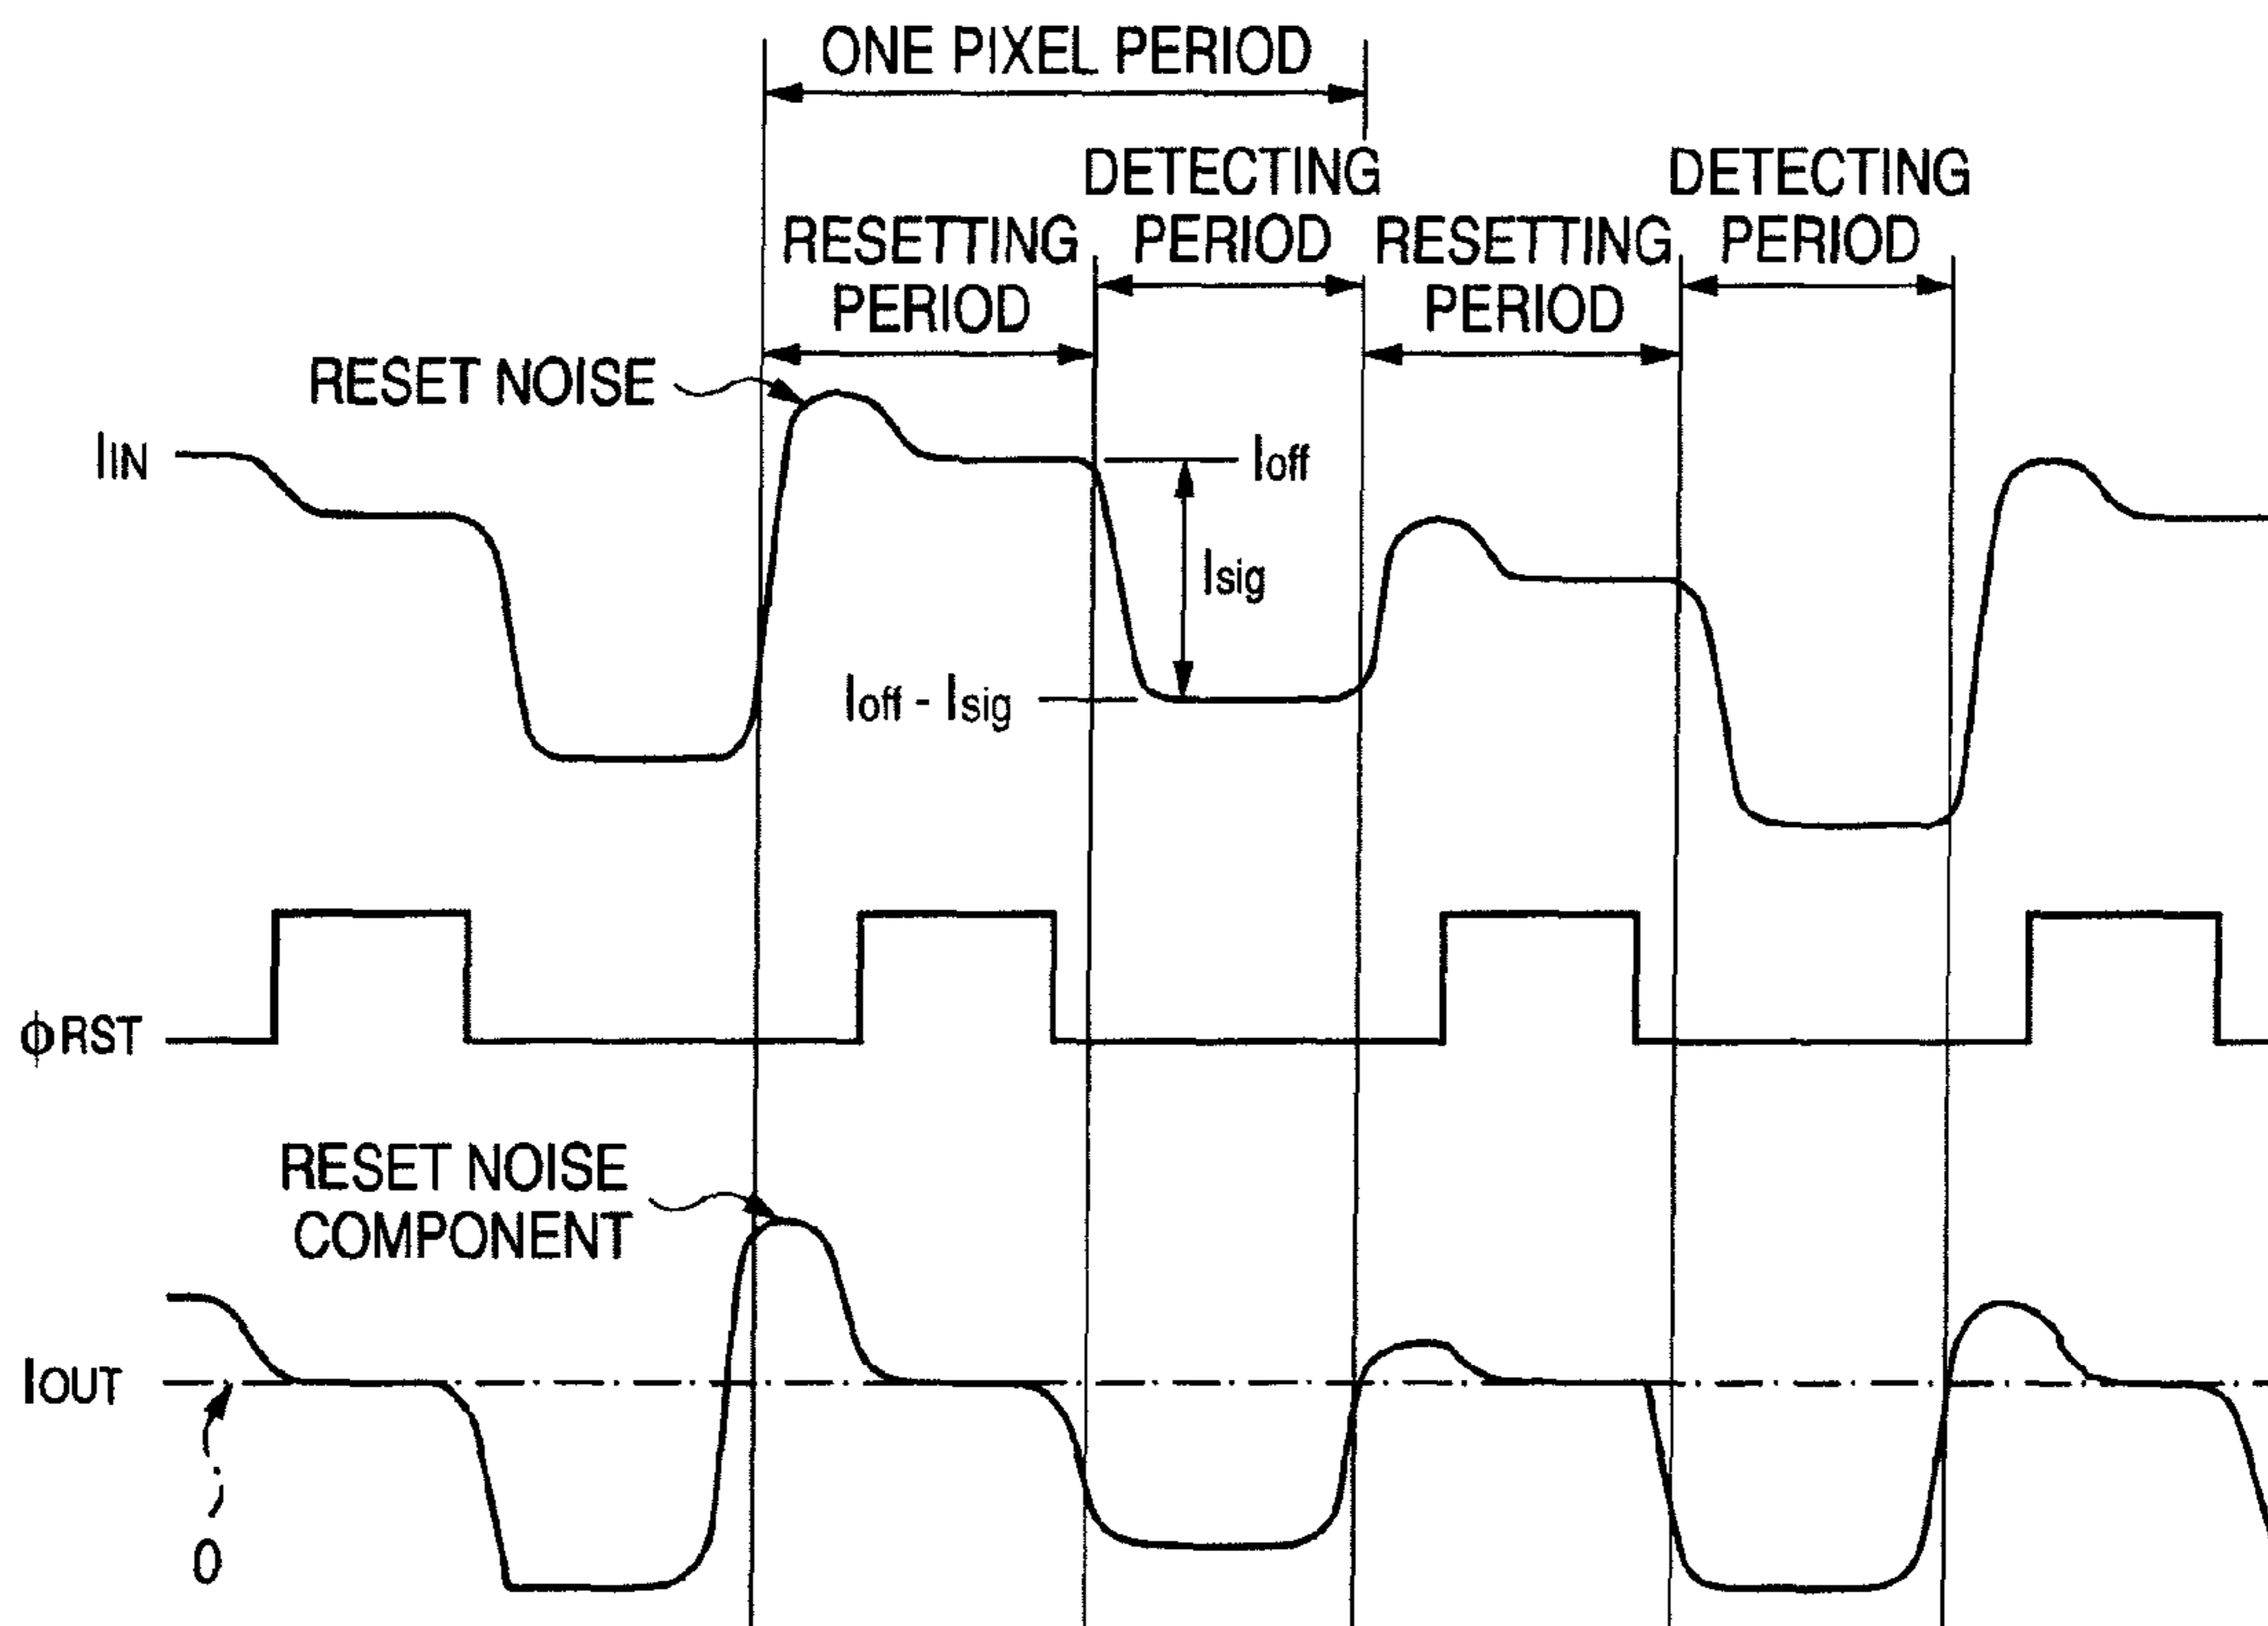 ONE PIXEL PERIOD
DETECTING
PERIOD
DETECTING
PERIOD
RESETTING
PERIOD
RESETTING
PERIOD
RESET NOISE
IIN
Ioff
Isig
Ioff - Isig
ϕRST
RESET NOISE
COMPONENT
IOUT
0